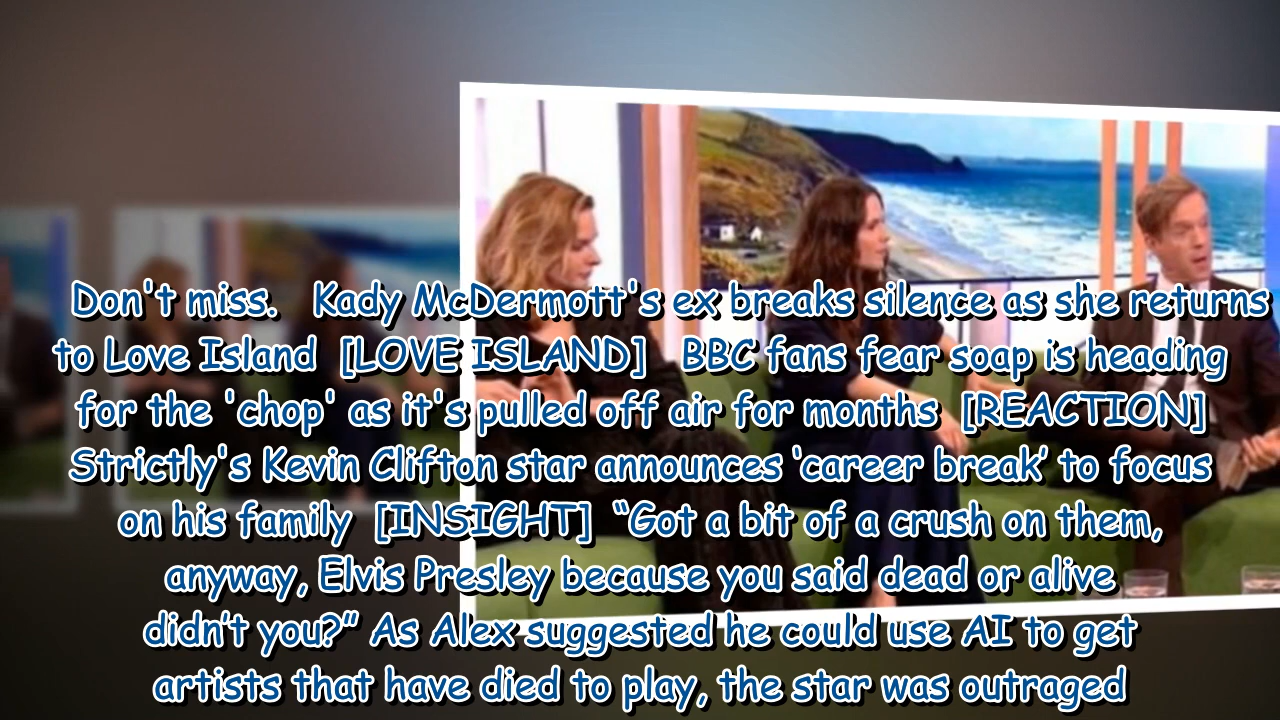 Don't miss. Kady McDermott's ex breaks silence as she returns
to Love Island [LOVE ISLAND] BBC fans fear soap is heading
for the 'chop' as it's pulled off air for months [REACTION]
Strictly's Kevin Clifton star announces ‘career break’ to focus
on his family [INSIGHT] “Got a bit of a crush on them,
anyway, Elvis Presley because you said dead or alive
didn’t you?” As Alex suggested he could use AI to get
artists that have died to play, the star was outraged